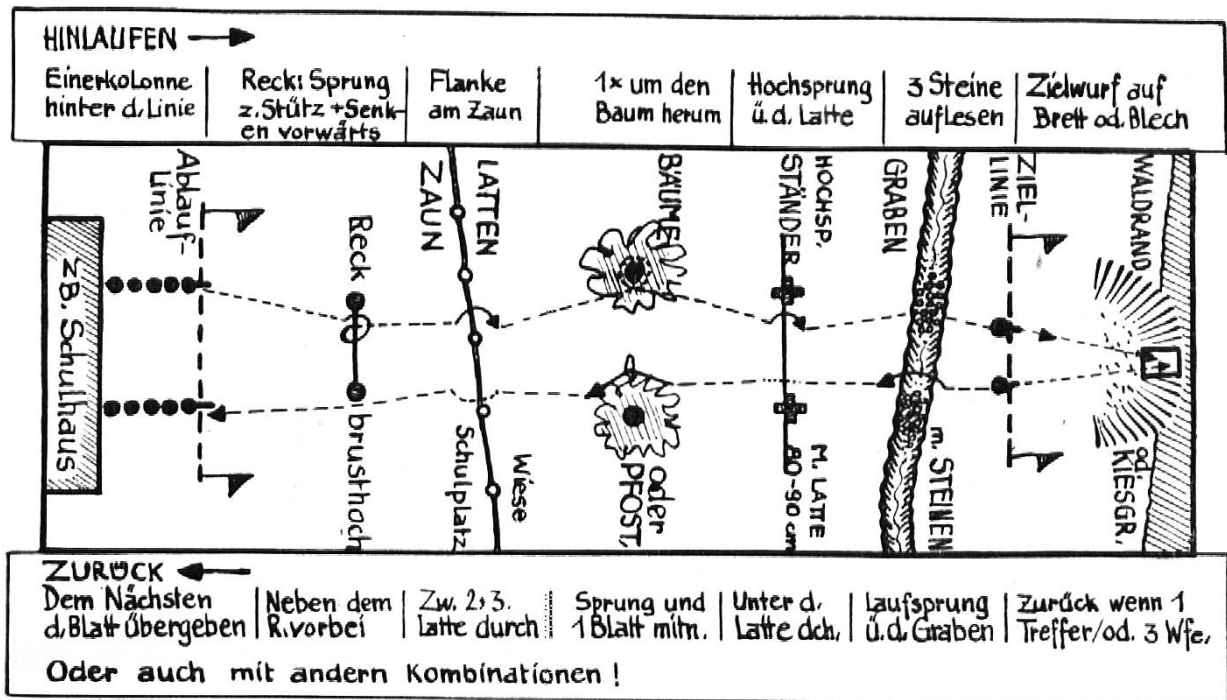 HINLAUFEN →
Einerkolonne
hinter d. Linie
Reck: Sprung
z. Stütz + Senk-
en vorwärts
Flanke
am Zaun
1x um den
Baum herum
Hochsprung
ü. d. Latte
3 Steine
auflesen
Zielwurf auf
Brett od. Blech
ZB. Schulhaus
Ablauf-
Linie
Reck
brusthoch
LATTEN
ZAUN
Schulplatz
Wiese
BÄUME
oder
PFOST.
HOCHSP.
STÄNDER
M. LATTE
80-90 cm
GRABEN
m. STEINEN
ZIEL-
LINIE
WALDRAND
od.
KIESGR.
ZURÜCK ←
Dem Nächsten
d. Blatt übergeben
Neben dem
R. vorbei
Zw. 2 + 3.
Latte durch
Sprung und
1 Blatt mitn.
Unter d.
Latte dch.
Laufsprung
ü. d. Graben
Zurück wenn 1
Treffer/od. 3 Wfe.
Oder auch mit andern Kombinationen !